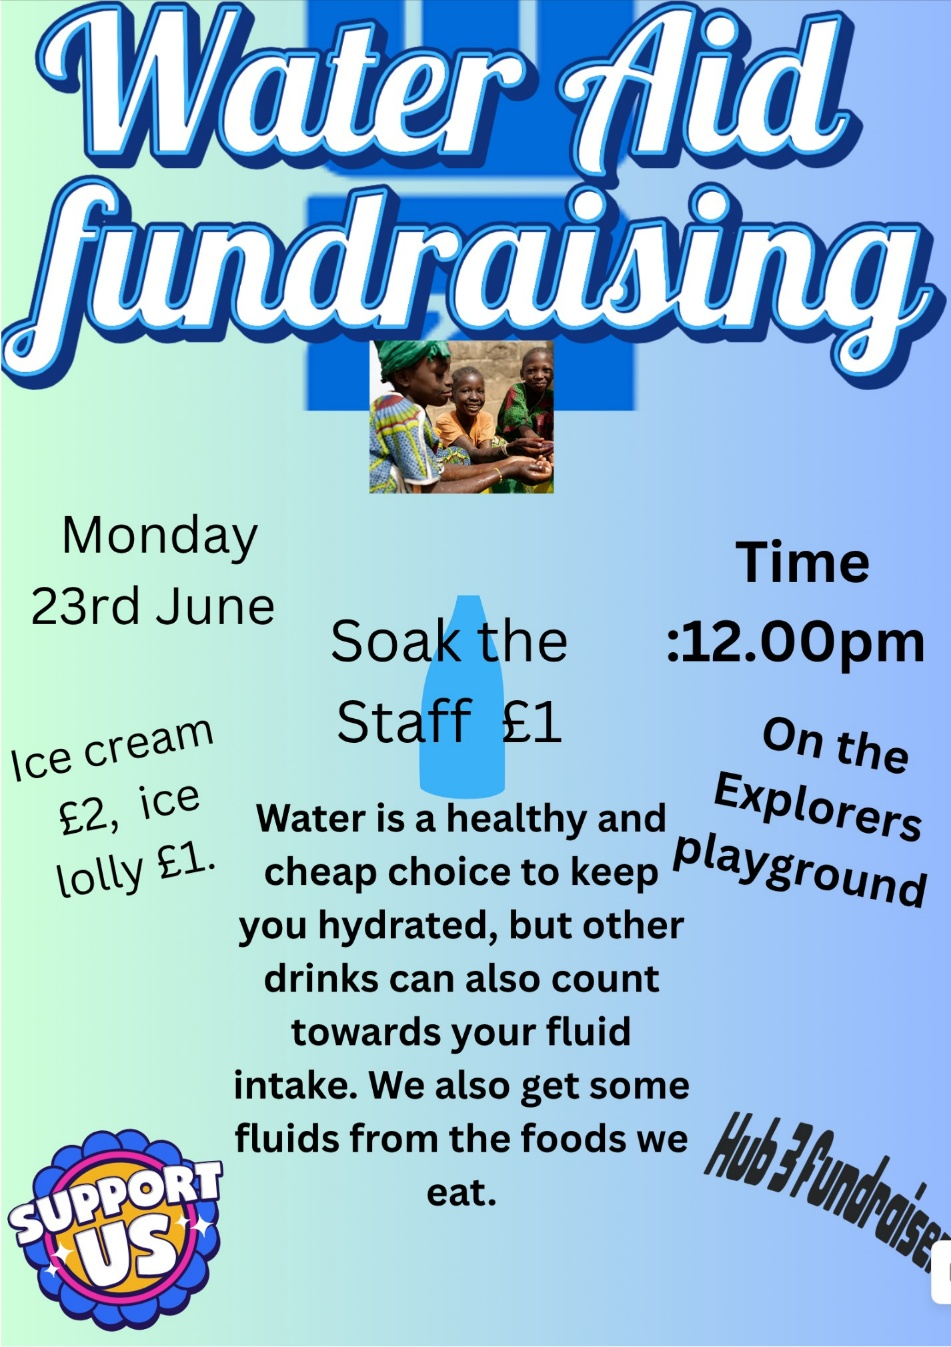 Water Aid
fundraising
Monday
23rd June
Time
:12.00pm
Soak the
Staff £1
Ice cream
£2, ice
lolly £1.
On the
Explorers
playground
Water is a healthy and
cheap choice to keep
you hydrated, but other
drinks can also count
towards your fluid
intake. We also get some
fluids from the foods we
eat.
SUPPORT
US
Hub 3 fundraiser